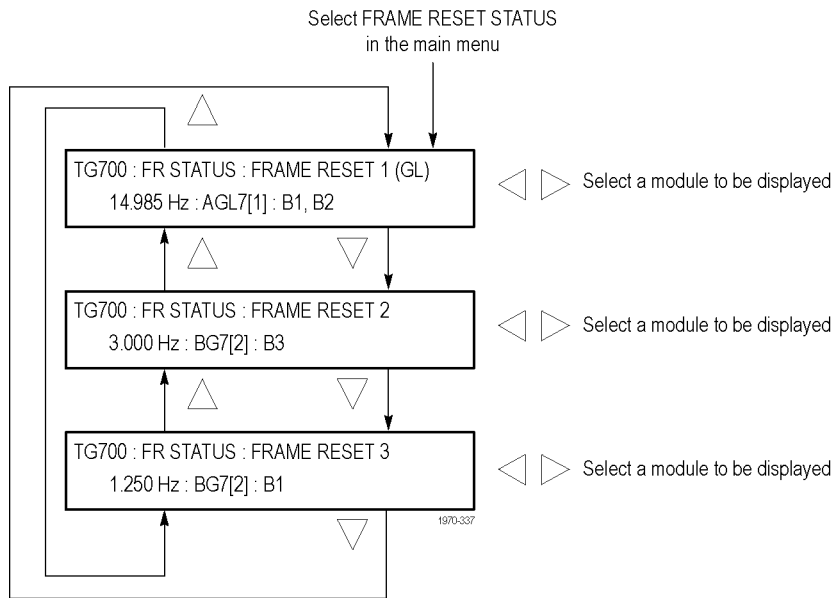 Select FRAME RESET STATUS
in the main menu
TG700 : FR STATUS : FRAME RESET 1 (GL)
14.985 Hz : AGL7[1] : B1, B2
Select a module to be displayed
TG700 : FR STATUS : FRAME RESET 2
3.000 Hz : BG7[2] : B3
Select a module to be displayed
TG700 : FR STATUS : FRAME RESET 3
1.250 Hz : BG7[2] : B1
Select a module to be displayed
1970-337